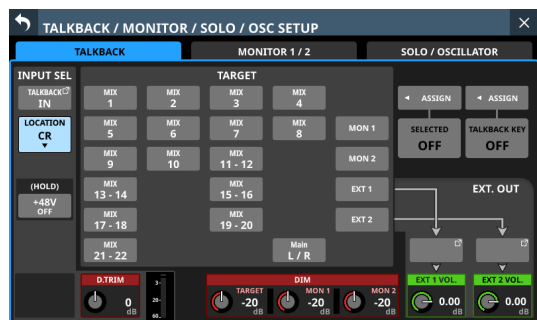 TALKBACK / MONITOR / SOLO / OSC SETUP
TALKBACK
MONITOR 1 / 2
SOLO / OSCILLATOR
INPUT SEL
TARGET
TALKBACK
IN
MIX
1
MIX
2
MIX
3
MIX
4
ASSIGN
ASSIGN
LOCATION
CR
MIX
5
MIX
6
MIX
7
MIX
8
MON 1
SELECTED
OFF
TALKBACK KEY
OFF
MIX
9
MIX
10
MIX
11 - 12
MON 2
(HOLD)
+48V
OFF
MIX
13 - 14
MIX
15 - 16
EXT 1
EXT. OUT
MIX
17 - 18
MIX
19 - 20
EXT 2
MIX
21 - 22
Main
L / R
D.TRIM
0
dB
3-
20-
60-
DIM
TARGET
-20
dB
MON 1
-20
dB
MON 2
-20
dB
EXT 1 VOL.
0.00
dB
EXT 2 VOL.
0.00
dB